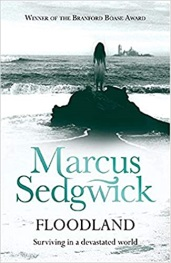 WINNER OF THE BRANFORD BOASE AWARD
Marcus
Sedgwick
FLOODLAND
Surviving in a devastated world